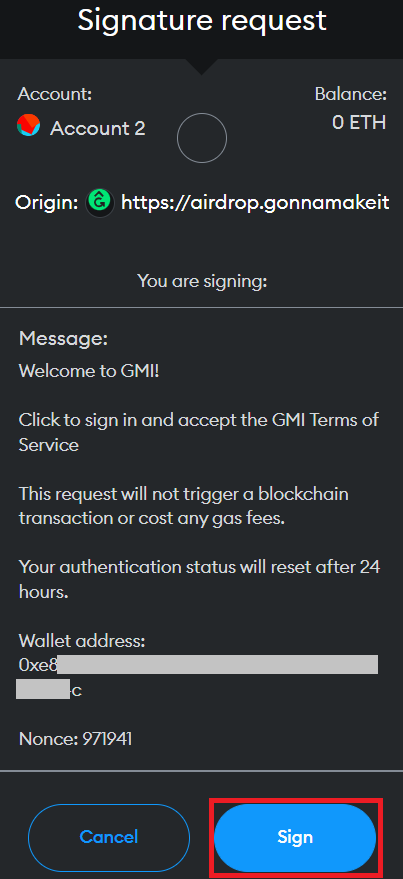 Signature request
Account:
Balance:
Account 2
0 ETH
Origin: https://airdrop.gonnamakeit
You are signing:
Message:
Welcome to GMI!
Click to sign in and accept the GMI Terms of
Service
This request will not trigger a blockchain
transaction or cost any gas fees.
Your authentication status will reset after 24
hours.
Wallet address:
0xe8
c
Nonce: 971941
Cancel
Sign